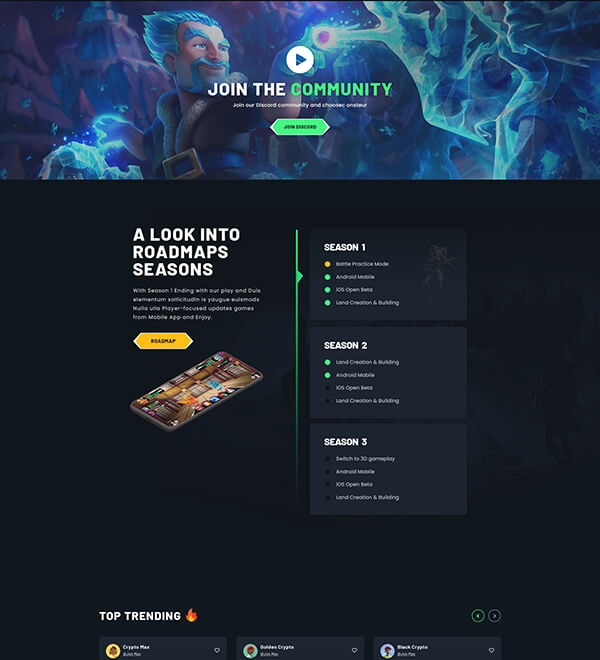 JOIN THE COMMUNITY
Join our Discord community and choosec onsteur
JOIN DISCORD
A LOOK INTO
ROADMAPS
SEASONS
With Season 1 Ending with our play and Duis
elementum sollicitudin is yaugue euismods
Nulla ulla Player-focused updates games
from Mobile App and Enjoy.
ROADMAP
SEASON 1
Battle Practice Mode
Android Mobile
iOS Open Beta
Land Creation & Building
SEASON 2
Land Creation & Building
Android Mobile
iOS Open Beta
Land Creation & Building
SEASON 3
Switch to 3D gameplay
Android Mobile
iOS Open Beta
Land Creation & Building
TOP TRENDING
Crypto Max
@Jon Max
Golden Crypto
@Jon Max
Black Crypto
@Jon Max